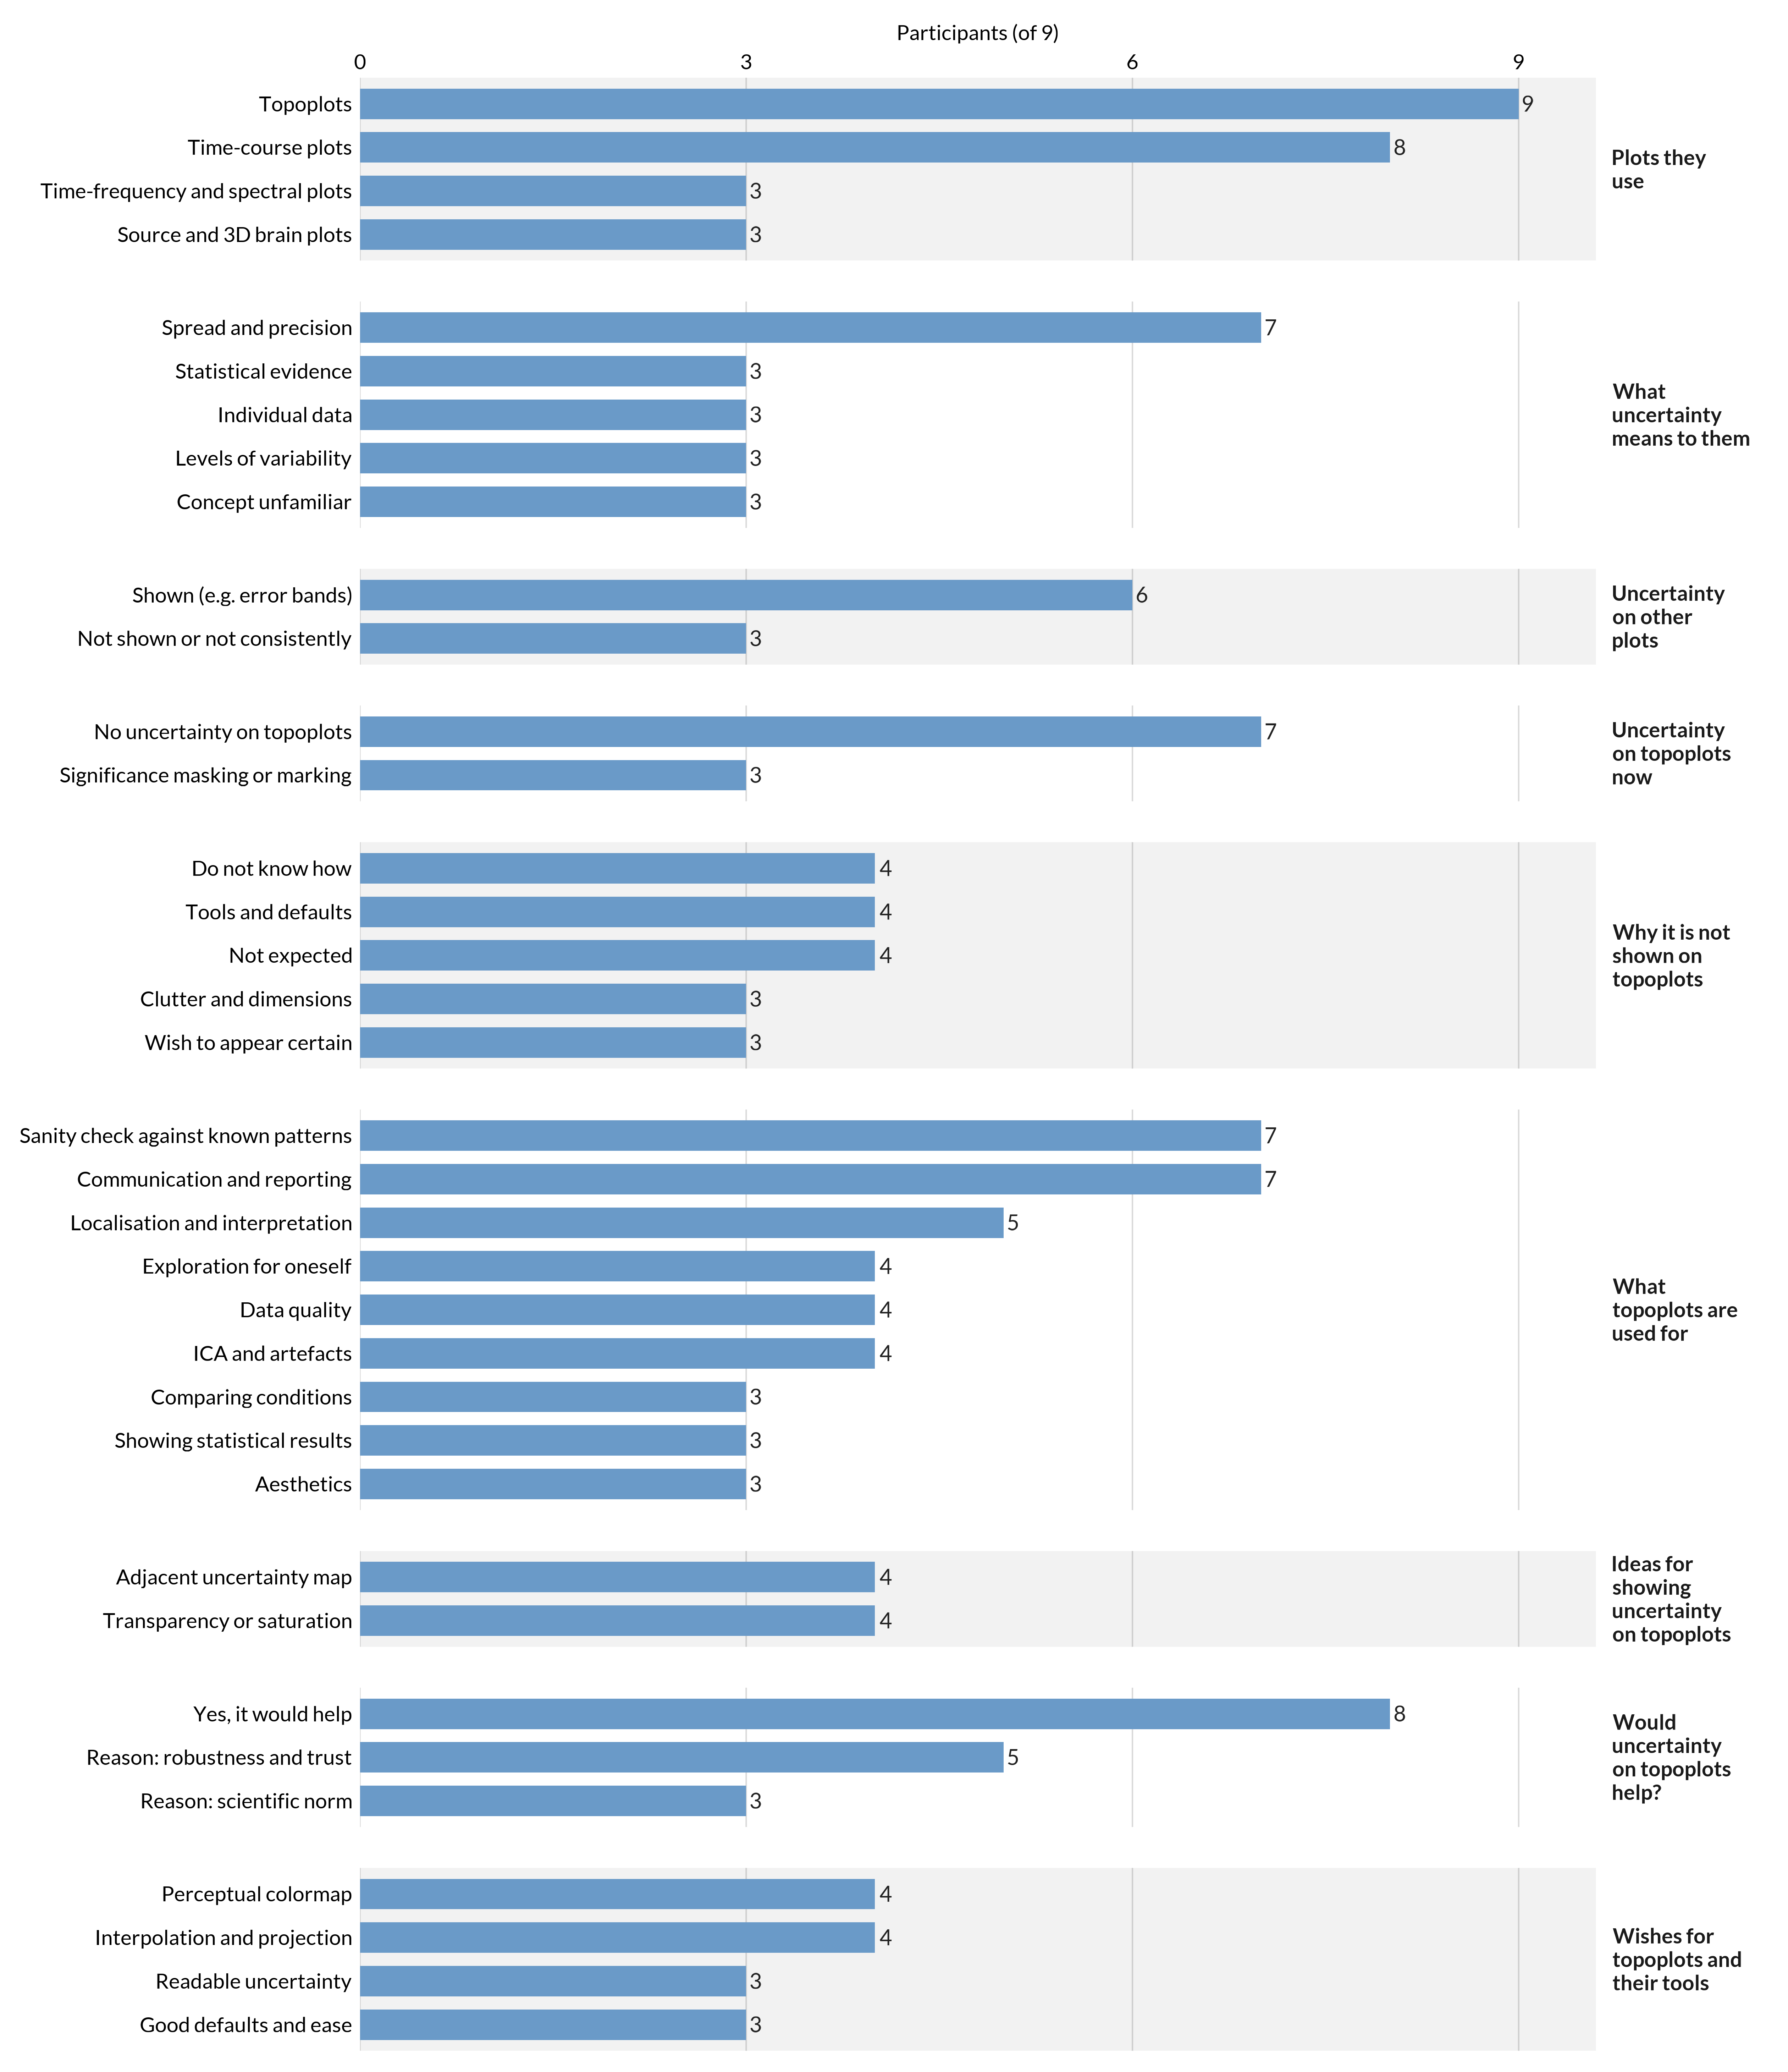 Participants (of 9)
0 3 6 9
Topoplots 9
Time-course plots 8
Time-frequency and spectral plots 3
Source and 3D brain plots 3
Plots they
use
Spread and precision 7
Statistical evidence 3
Individual data 3
Levels of variability 3
Concept unfamiliar 3
What
uncertainty
means to them
Shown (e.g. error bands) 6
Not shown or not consistently 3
Uncertainty
on other
plots
No uncertainty on topoplots 7
Significance masking or marking 3
Uncertainty
on topoplots
now
Do not know how 4
Tools and defaults 4
Not expected 4
Clutter and dimensions 3
Wish to appear certain 3
Why it is not
shown on
topoplots
Sanity check against known patterns 7
Communication and reporting 7
Localisation and interpretation 5
Exploration for oneself 4
Data quality 4
ICA and artefacts 4
Comparing conditions 3
Showing statistical results 3
Aesthetics 3
What
topoplots are
used for
Adjacent uncertainty map 4
Transparency or saturation 4
Ideas for
showing
uncertainty
on topoplots
Yes, it would help 8
Reason: robustness and trust 5
Reason: scientific norm 3
Would
uncertainty
on topoplots
help?
Perceptual colormap 4
Interpolation and projection 4
Readable uncertainty 3
Good defaults and ease 3
Wishes for
topoplots and
their tools